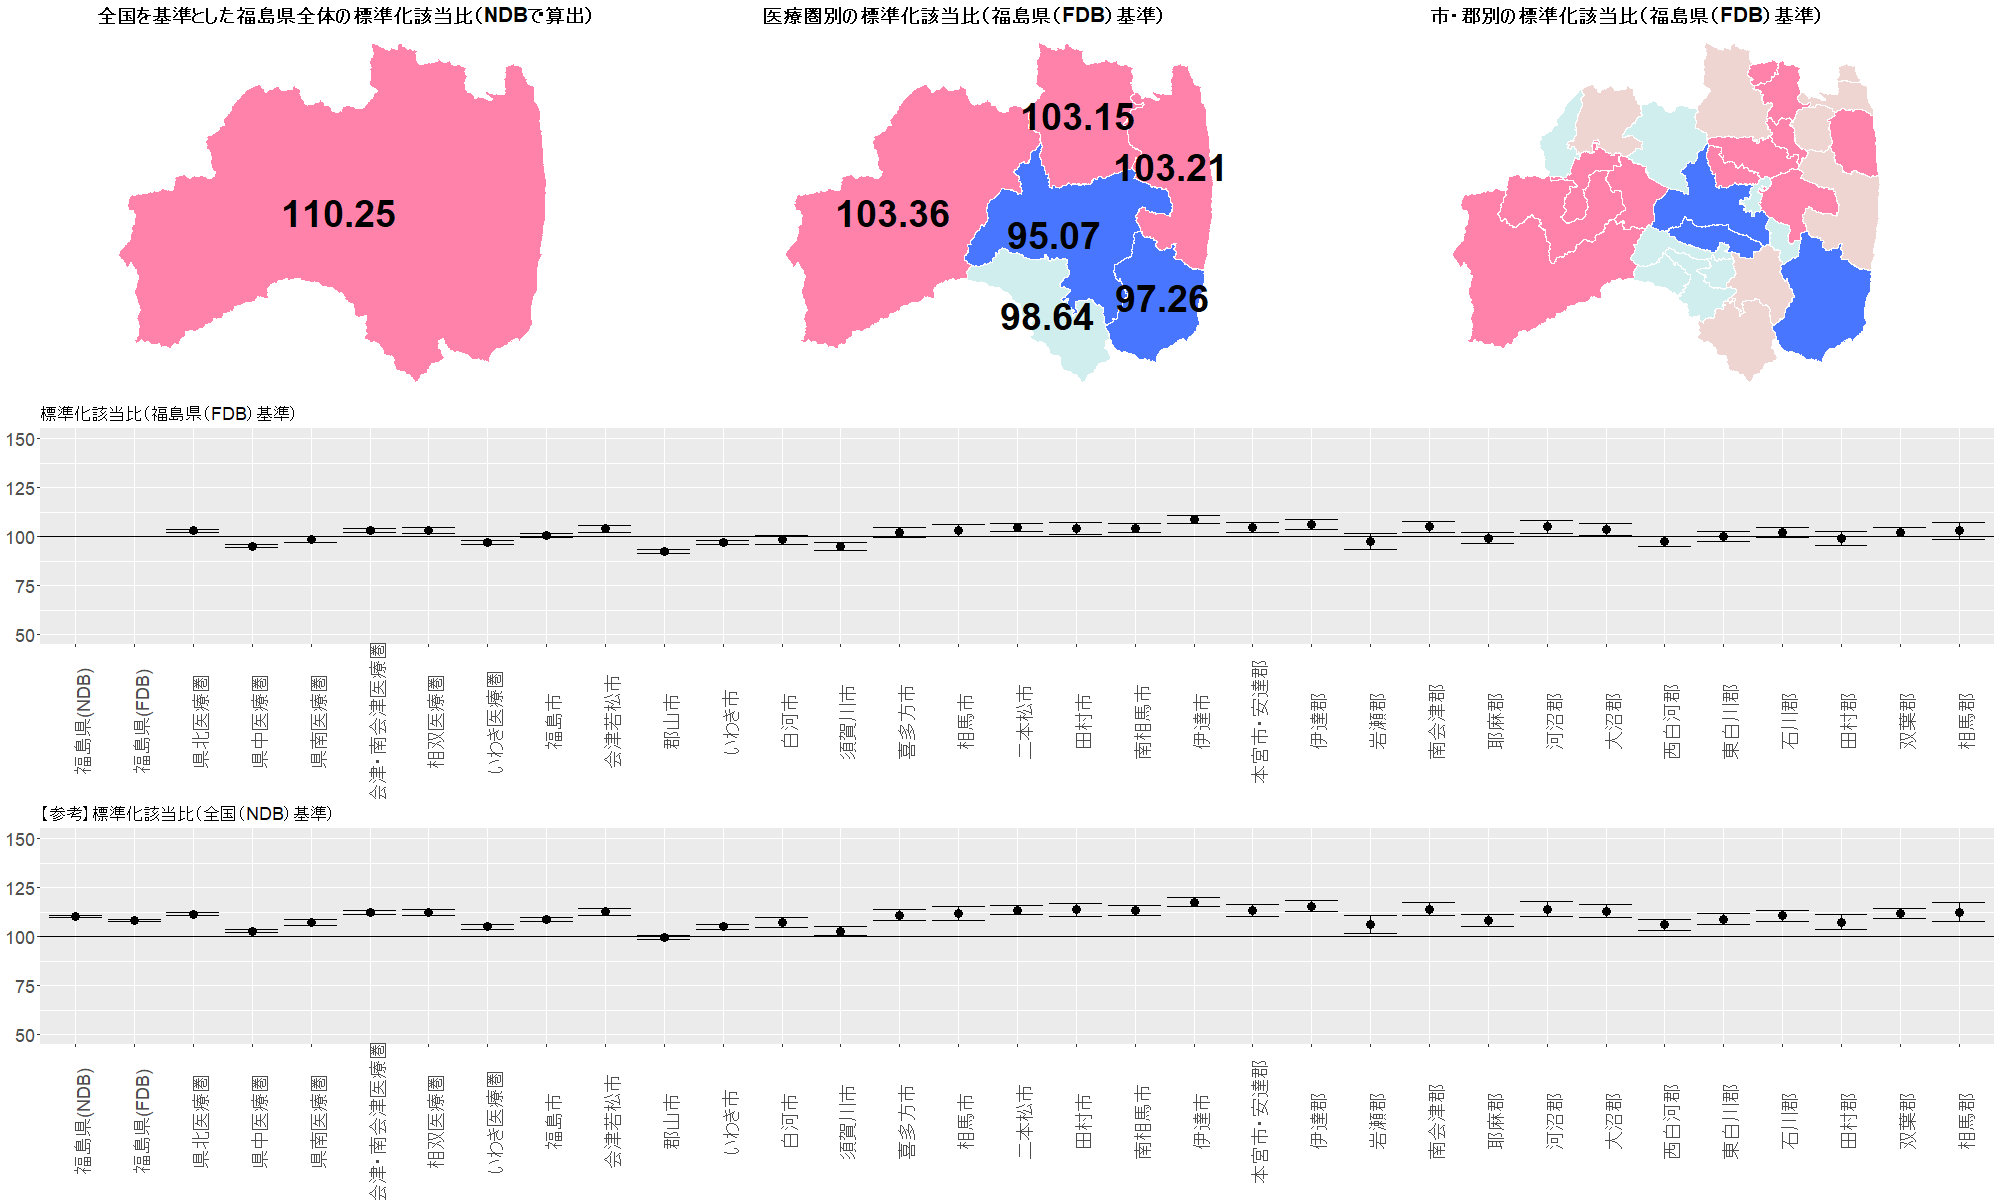 全国を基準とした福島県全体の標準化該当比(NDBで算出)
医療圏別の標準化該当比(福島県(FDB)基準)
市・郡別の標準化該当比(福島県(FDB)基準)
110.25
103.15
103.21
103.36
95.07
97.26
98.64
標準化該当比(福島県(FDB)基準)
150
125
100
75
50
福島県(NDB)
福島県(FDB)
県北医療圏
県中医療圏
県南医療圏
会津・南会津医療圏
相双医療圏
いわき医療圏
福島市
会津若松市
郡山市
いわき市
白河市
須賀川市
喜多方市
相馬市
二本松市
田村市
南相馬市
伊達市
本宮市・安達郡
伊達郡
岩瀬郡
南会津郡
耶麻郡
河沼郡
大沼郡
西白河郡
東白川郡
石川郡
田村郡
双葉郡
相馬郡
【参考】標準化該当比(全国(NDB)基準)
150
125
100
75
50
福島県(NDB)
福島県(FDB)
県北医療圏
県中医療圏
県南医療圏
会津・南会津医療圏
相双医療圏
いわき医療圏
福島市
会津若松市
郡山市
いわき市
白河市
須賀川市
喜多方市
相馬市
二本松市
田村市
南相馬市
伊達市
本宮市・安達郡
伊達郡
岩瀬郡
南会津郡
耶麻郡
河沼郡
大沼郡
西白河郡
東白川郡
石川郡
田村郡
双葉郡
相馬郡